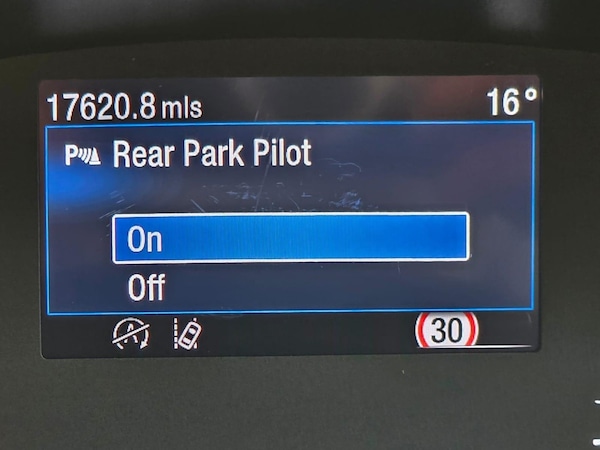 17620.8 mls 16°
P Rear Park Pilot
On
Off
A 30